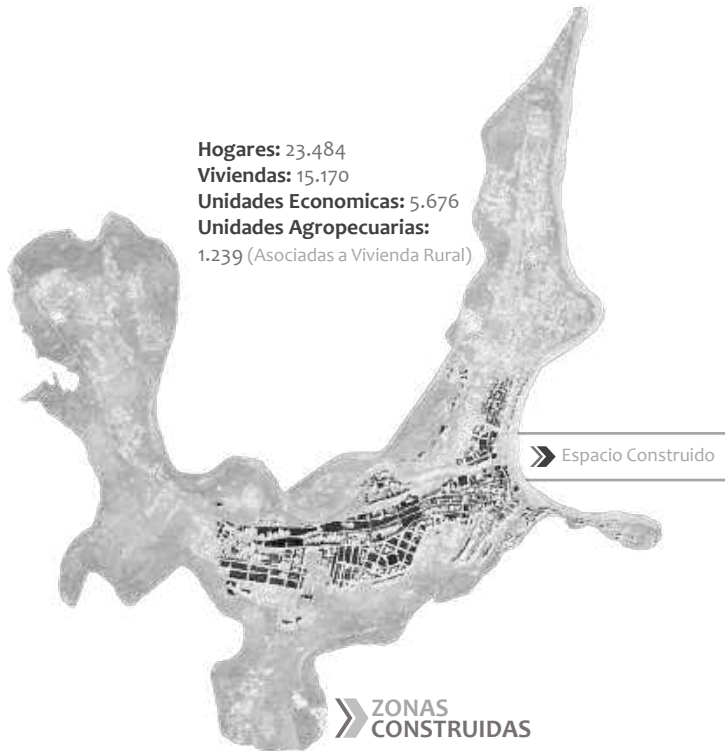 Hogares: 23.484
Viviendas: 15.170
Unidades Economicas: 5.676
Unidades Agropecuarias:
1.239 (Asociadas a Vivienda Rural)
Espacio Construido
ZONAS
CONSTRUIDAS